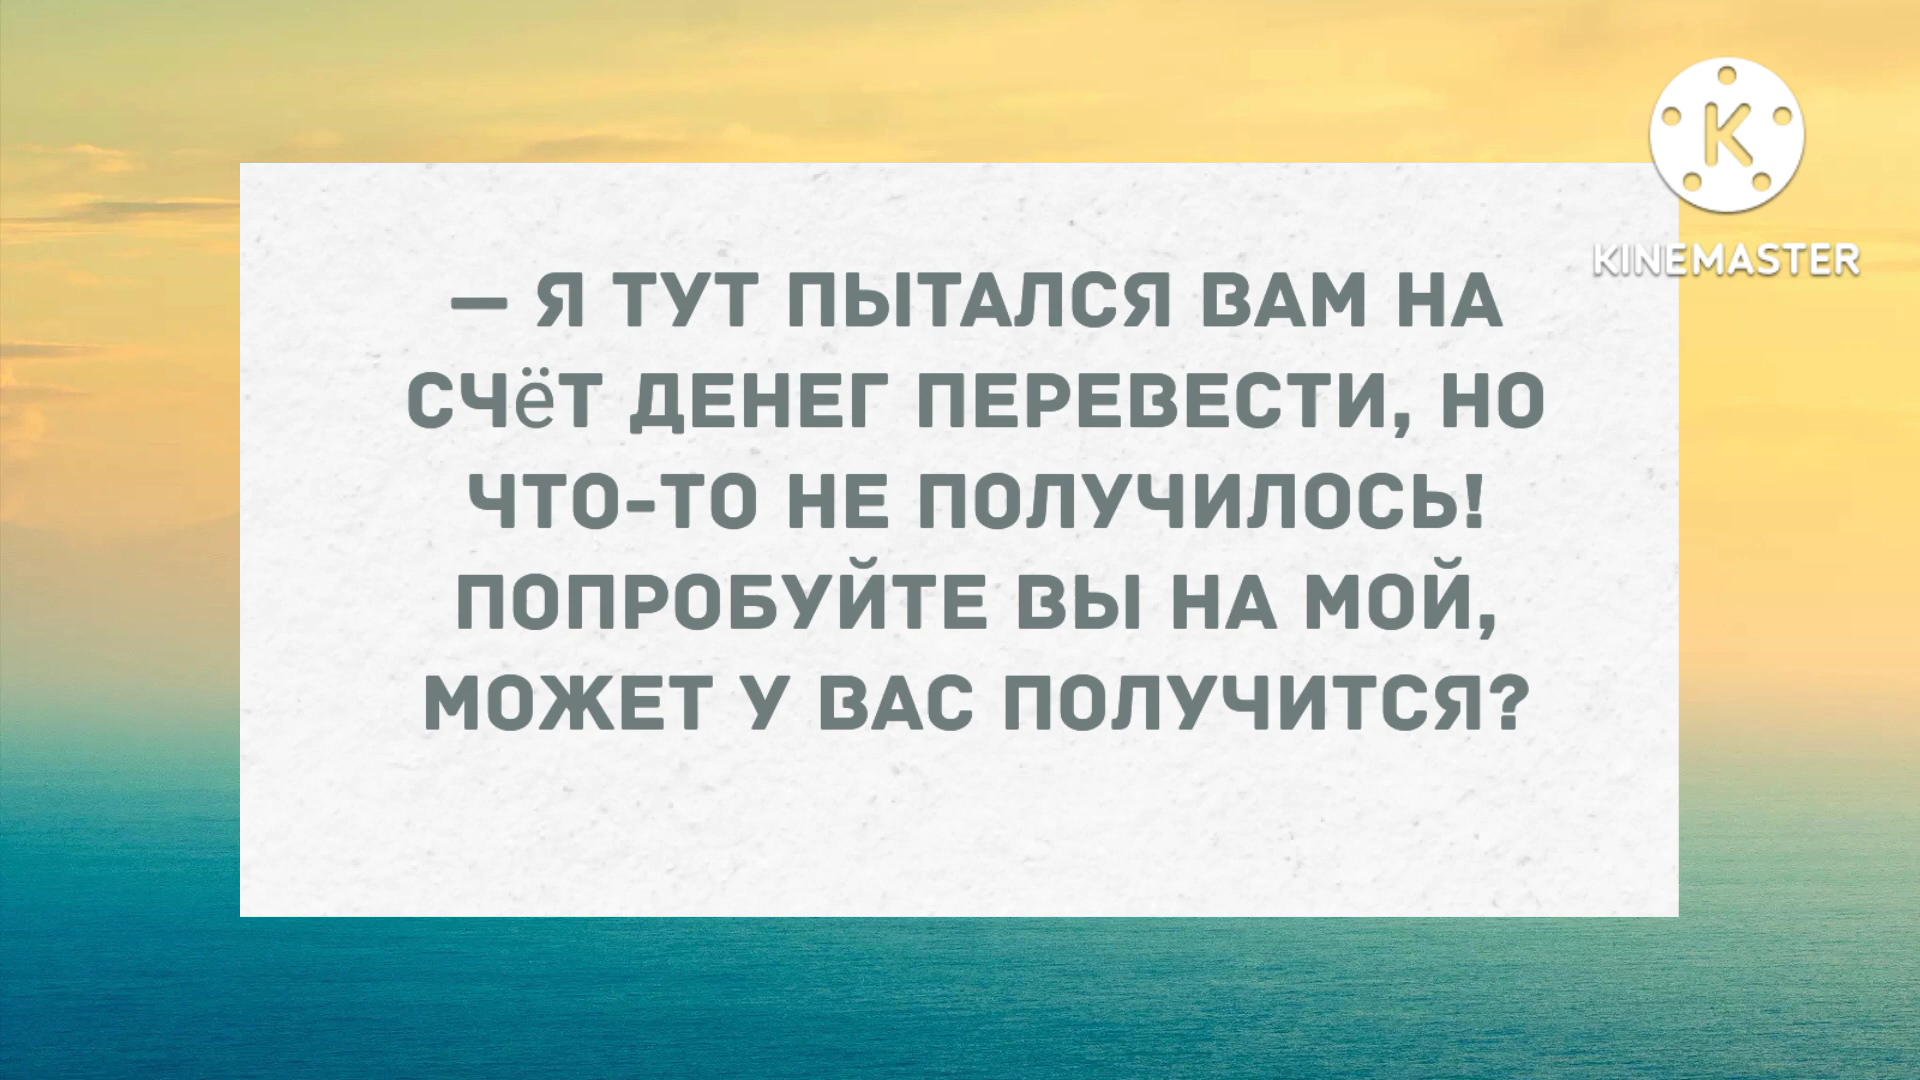 K
KINEMASTER
— Я ТУТ ПЫТАЛСЯ ВАМ НА
СЧёТ ДЕНЕГ ПЕРЕВЕСТИ, НО
ЧТО-ТО НЕ ПОЛУЧИЛОСЬ!
ПОПРОБУЙТЕ ВЫ НА МОЙ,
МОЖЕТ У ВАС ПОЛУЧИТСЯ?